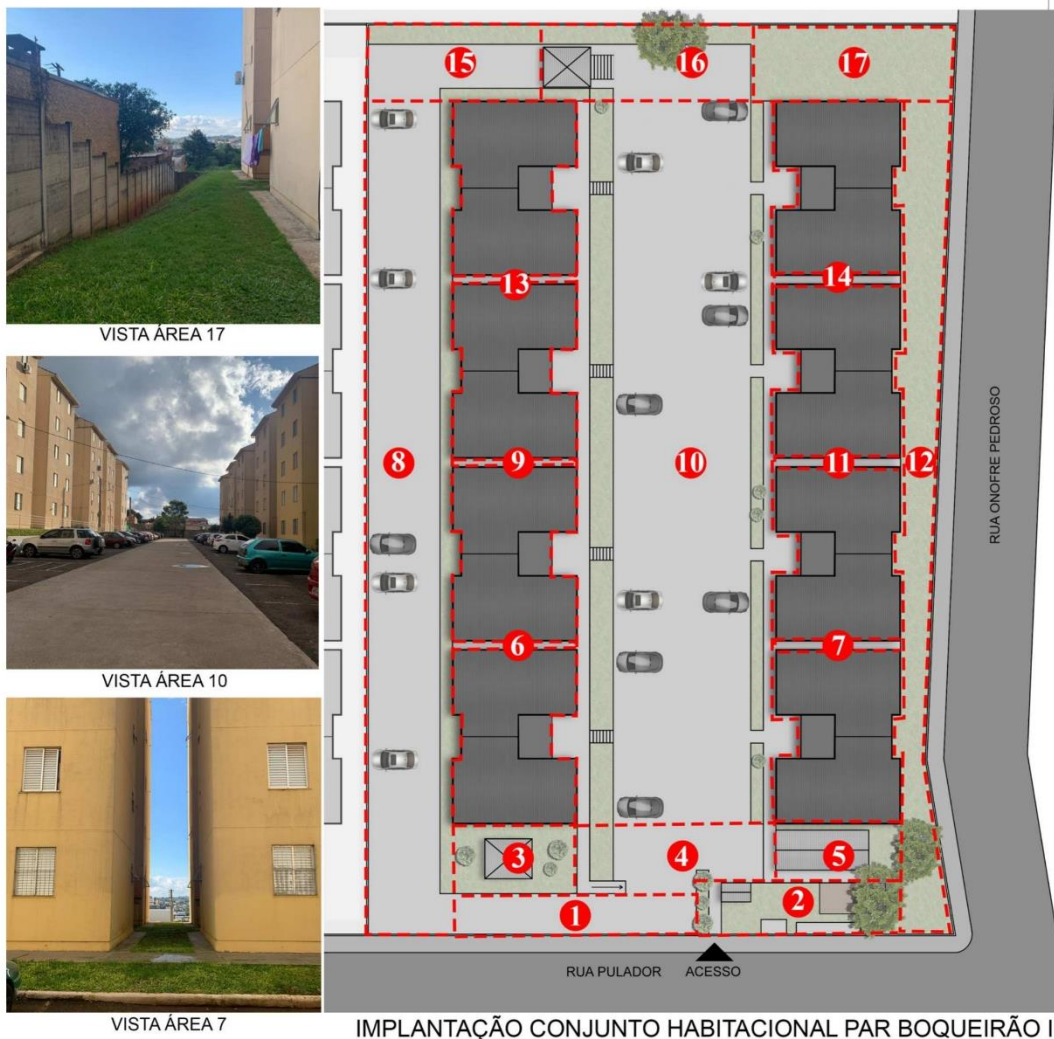 VISTA ÁREA 17
VISTA ÁREA 10
VISTA ÁREA 7
15
16
17
13
14
8
9
10
11
12
6
7
3
4
5
1
2
RUA ONOFRE PEDROSO
RUA PULADOR
ACESSO
IMPLANTAÇÃO CONJUNTO HABITACIONAL PAR BOQUEIRÃO I